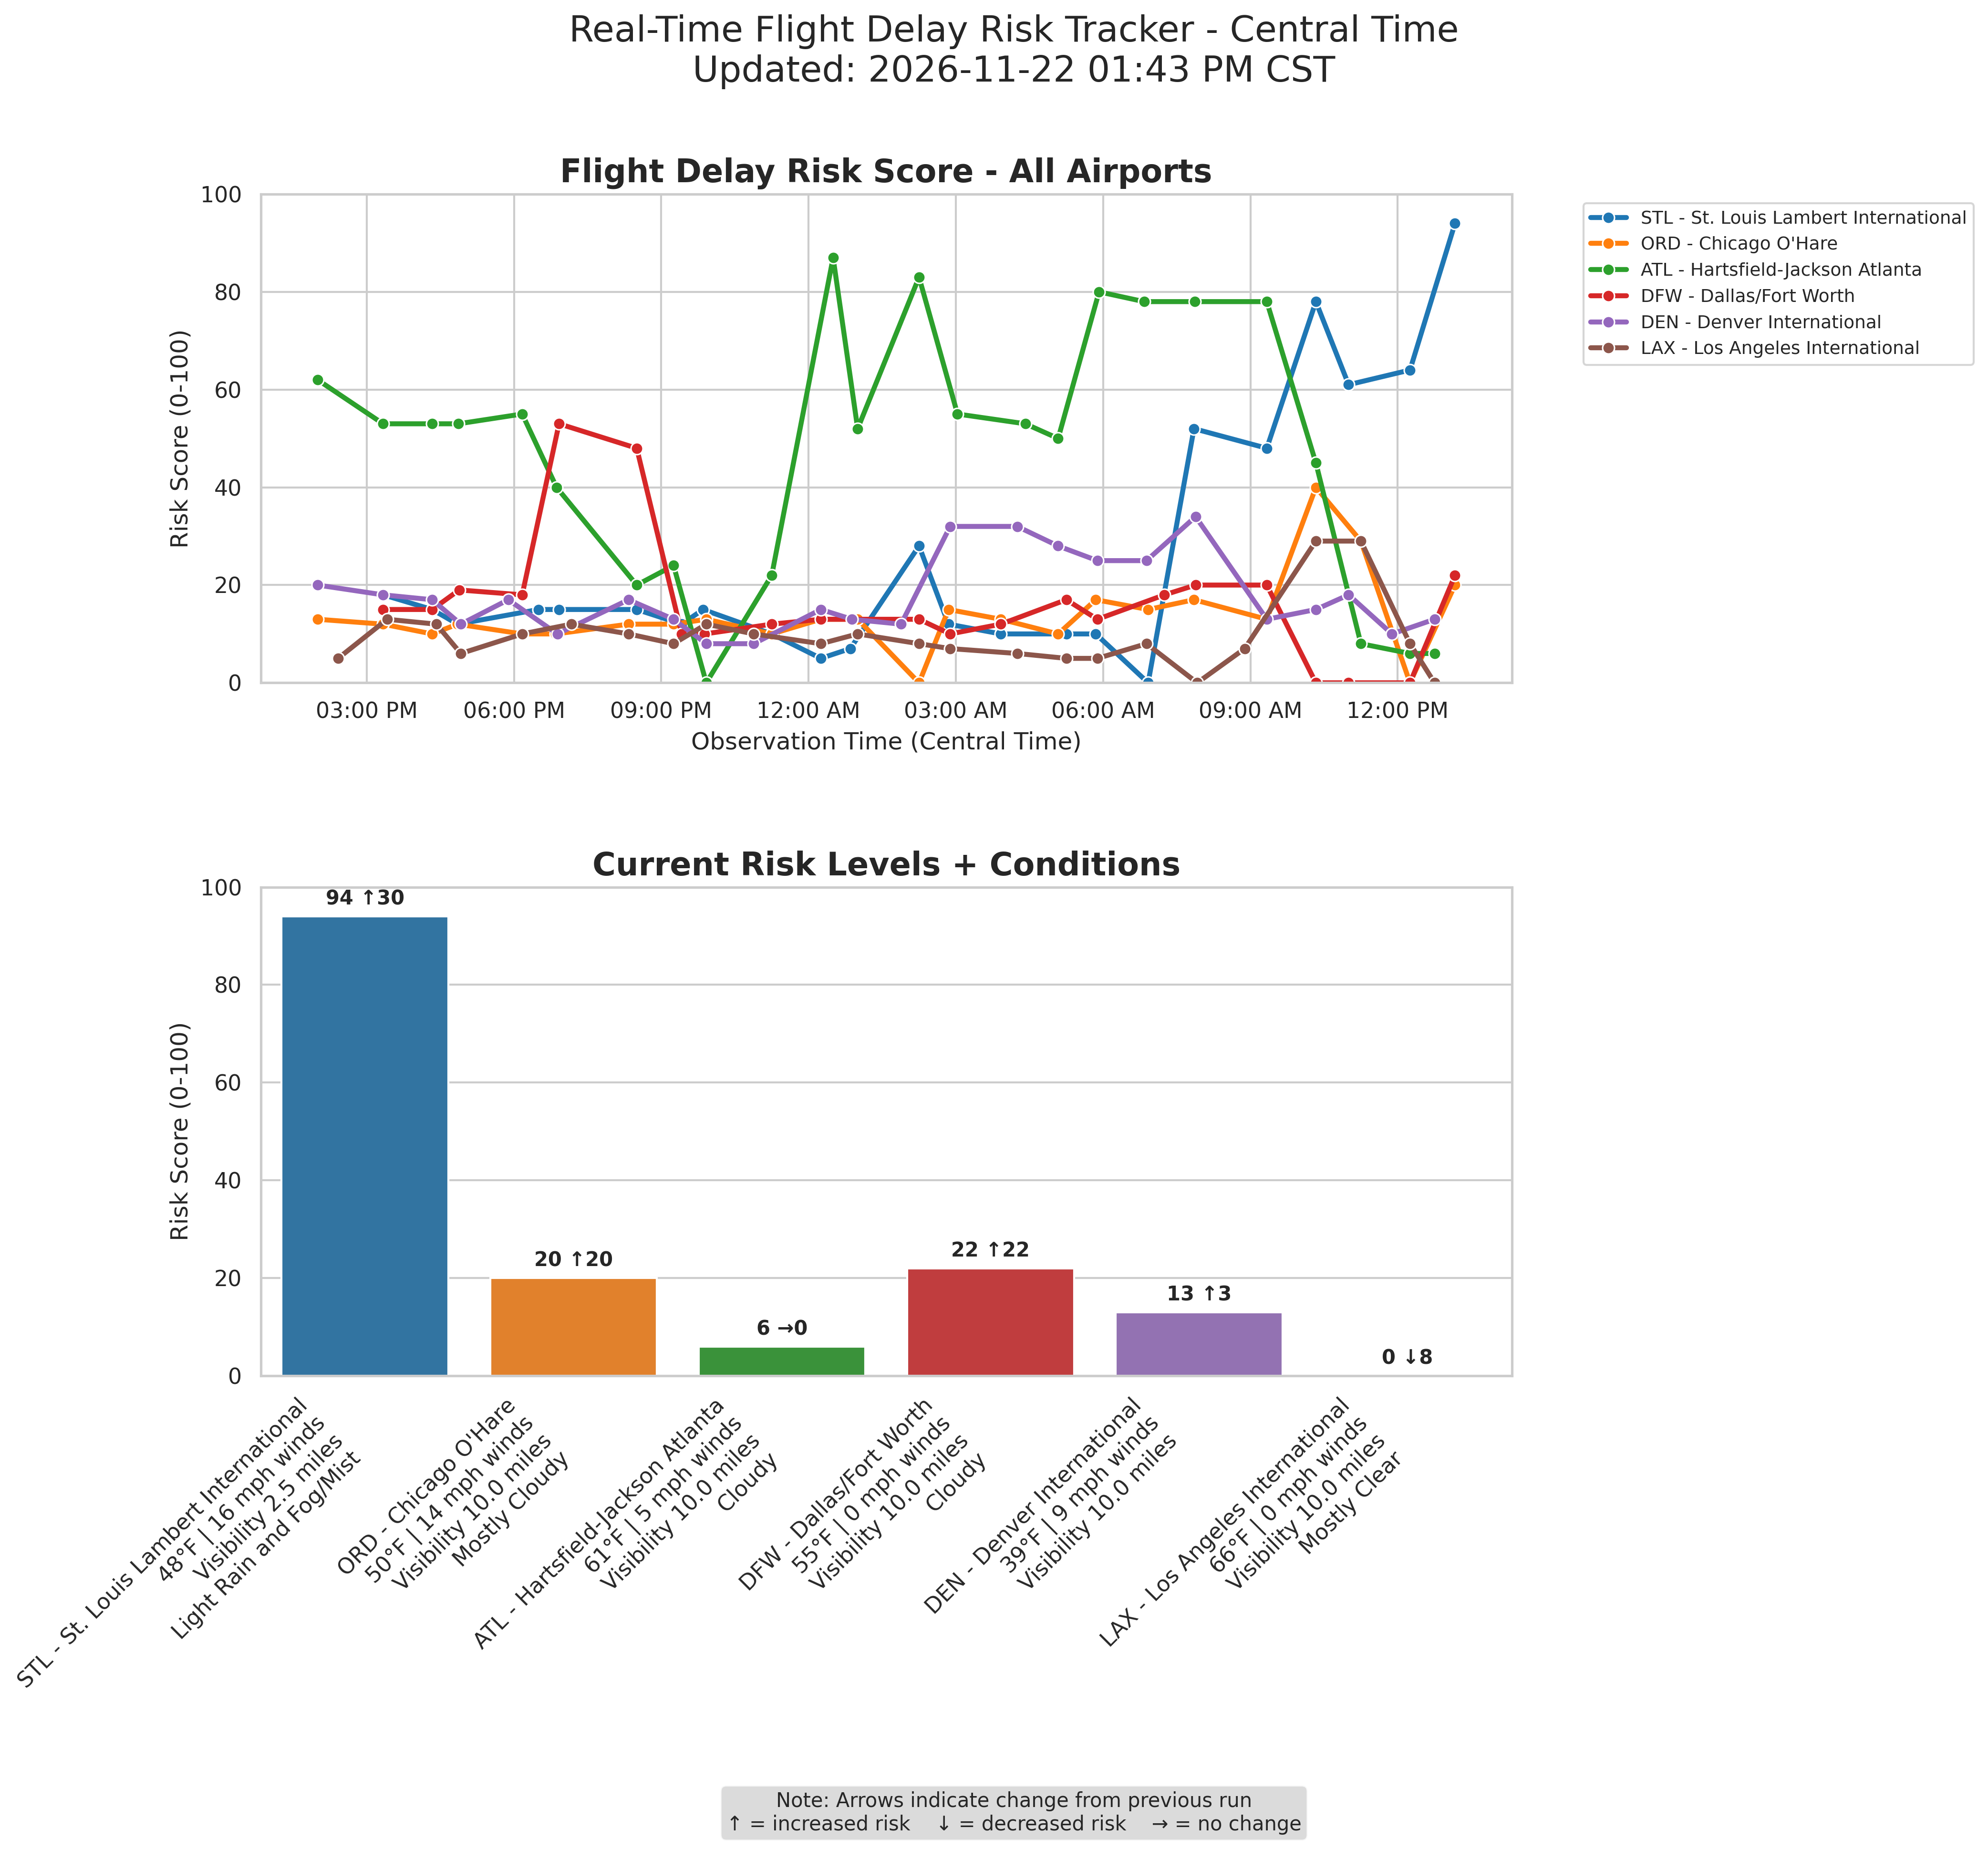 Real-Time Flight Delay Risk Tracker - Central Time
Updated: 2026-11-22 01:43 PM CST
Flight Delay Risk Score - All Airports
Risk Score (0-100)
100
80
60
40
20
0
03:00 PM
06:00 PM
09:00 PM
12:00 AM
03:00 AM
06:00 AM
09:00 AM
12:00 PM
Observation Time (Central Time)
STL - St. Louis Lambert International
ORD - Chicago O'Hare
ATL - Hartsfield-Jackson Atlanta
DFW - Dallas/Fort Worth
DEN - Denver International
LAX - Los Angeles International
Current Risk Levels + Conditions
Risk Score (0-100)
100
80
60
40
20
0
94 ↑30
20 ↑20
6 →0
22 ↑22
13 ↑3
0 ↓8
STL - St. Louis Lambert International
48°F | 16 mph winds
Visibility 2.5 miles
Light Rain and Fog/Mist
ORD - Chicago O'Hare
50°F | 14 mph winds
Visibility 10.0 miles
Mostly Cloudy
ATL - Hartsfield-Jackson Atlanta
61°F | 5 mph winds
Visibility 10.0 miles
Cloudy
DFW - Dallas/Fort Worth
55°F | 0 mph winds
Visibility 10.0 miles
Cloudy
DEN - Denver International
39°F | 9 mph winds
Visibility 10.0 miles
LAX - Los Angeles International
66°F | 0 mph winds
Visibility 10.0 miles
Mostly Clear
Note: Arrows indicate change from previous run
↑ = increased risk ↓ = decreased risk → = no change